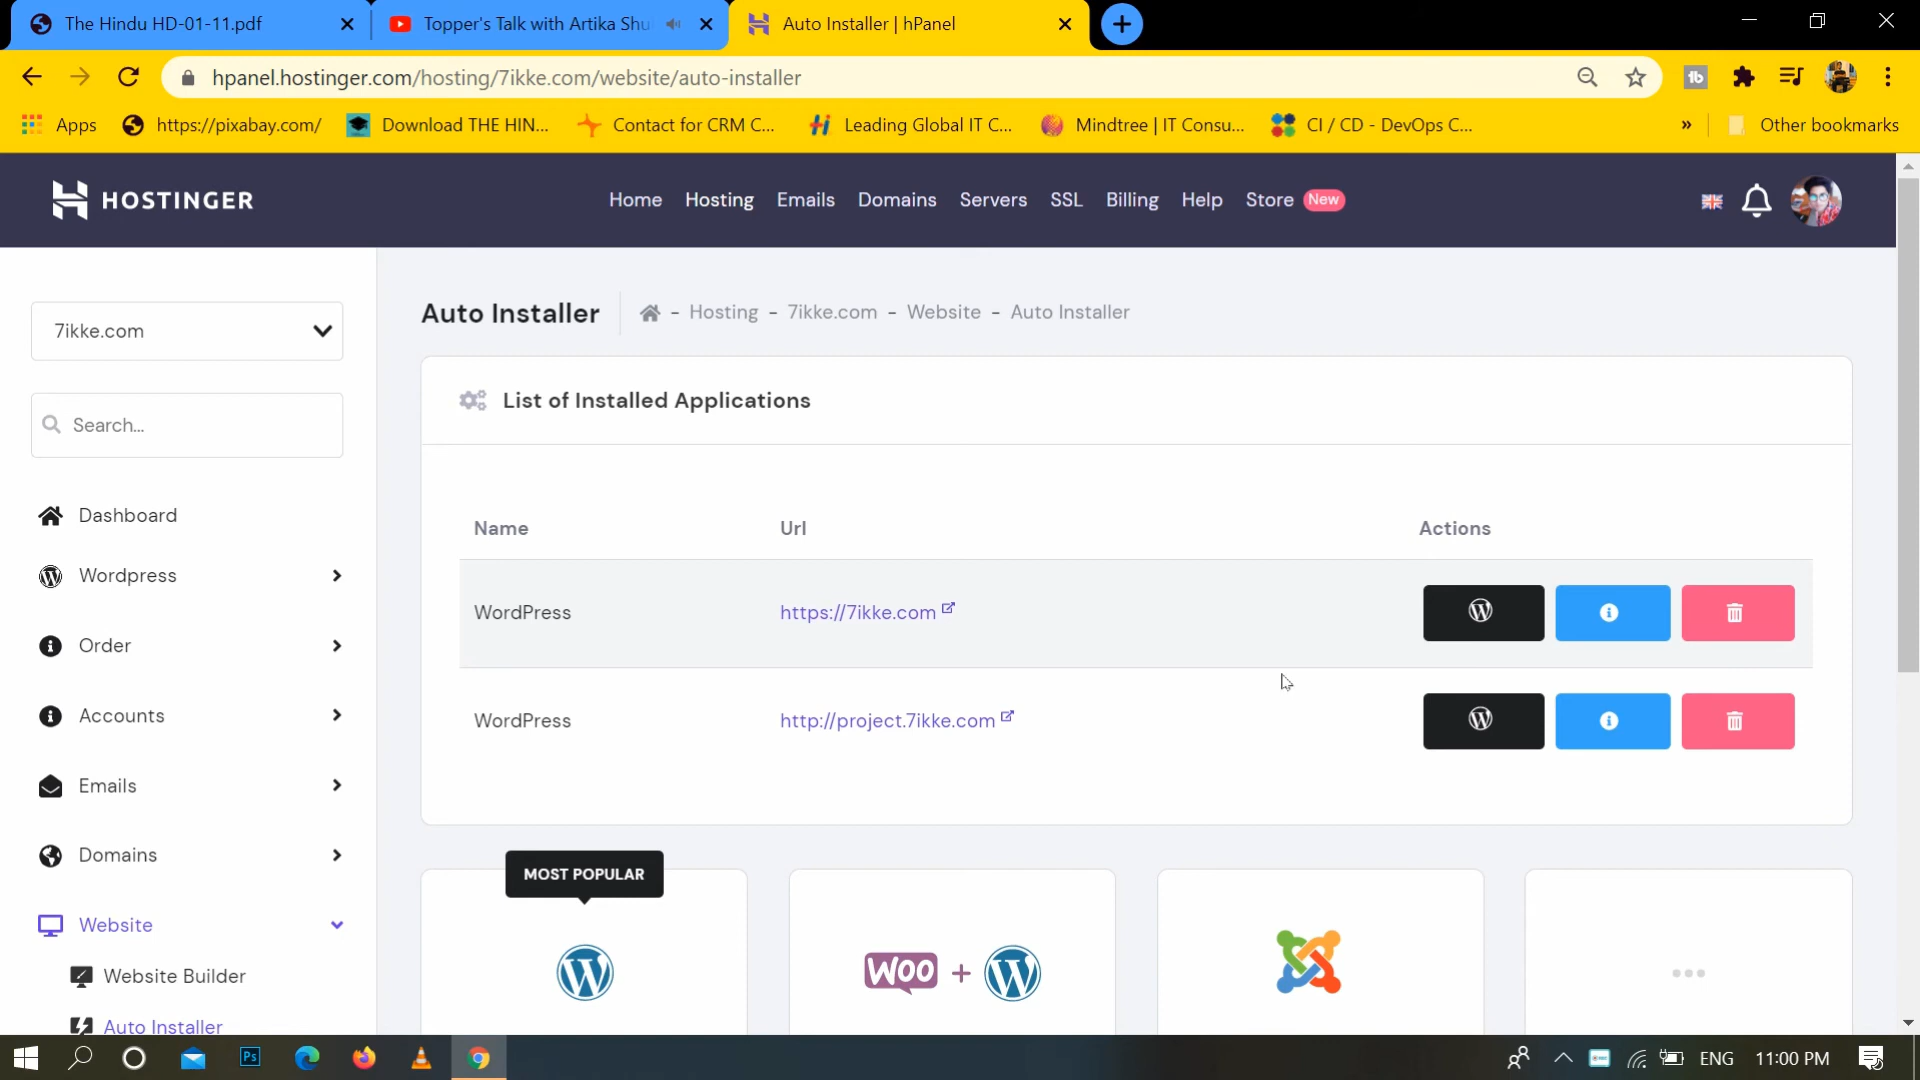 The Hindu HD-01-11.pdf
Topper's Talk with Artika Shu
Auto Installer | hPanel
hpanel.hostinger.com/hosting/7ikke.com/website/auto-installer
Apps
https://pixabay.com/
Download THE HIN...
Contact for CRM C...
Leading Global IT C...
Mindtree | IT Consu...
CI / CD - DevOps C...
»
Other bookmarks
HOSTINGER
Home
Hosting
Emails
Domains
Servers
SSL
Billing
Help
Store New
7ikke.com
Search...
Dashboard
Wordpress
Order
Accounts
Emails
Domains
Website
Website Builder
Auto Installer
Auto Installer
- Hosting - 7ikke.com - Website - Auto Installer
List of Installed Applications
Name Url Actions
WordPress https://7ikke.com
WordPress http://project.7ikke.com
MOST POPULAR
WOO +
Ps
ENG
11:00 PM